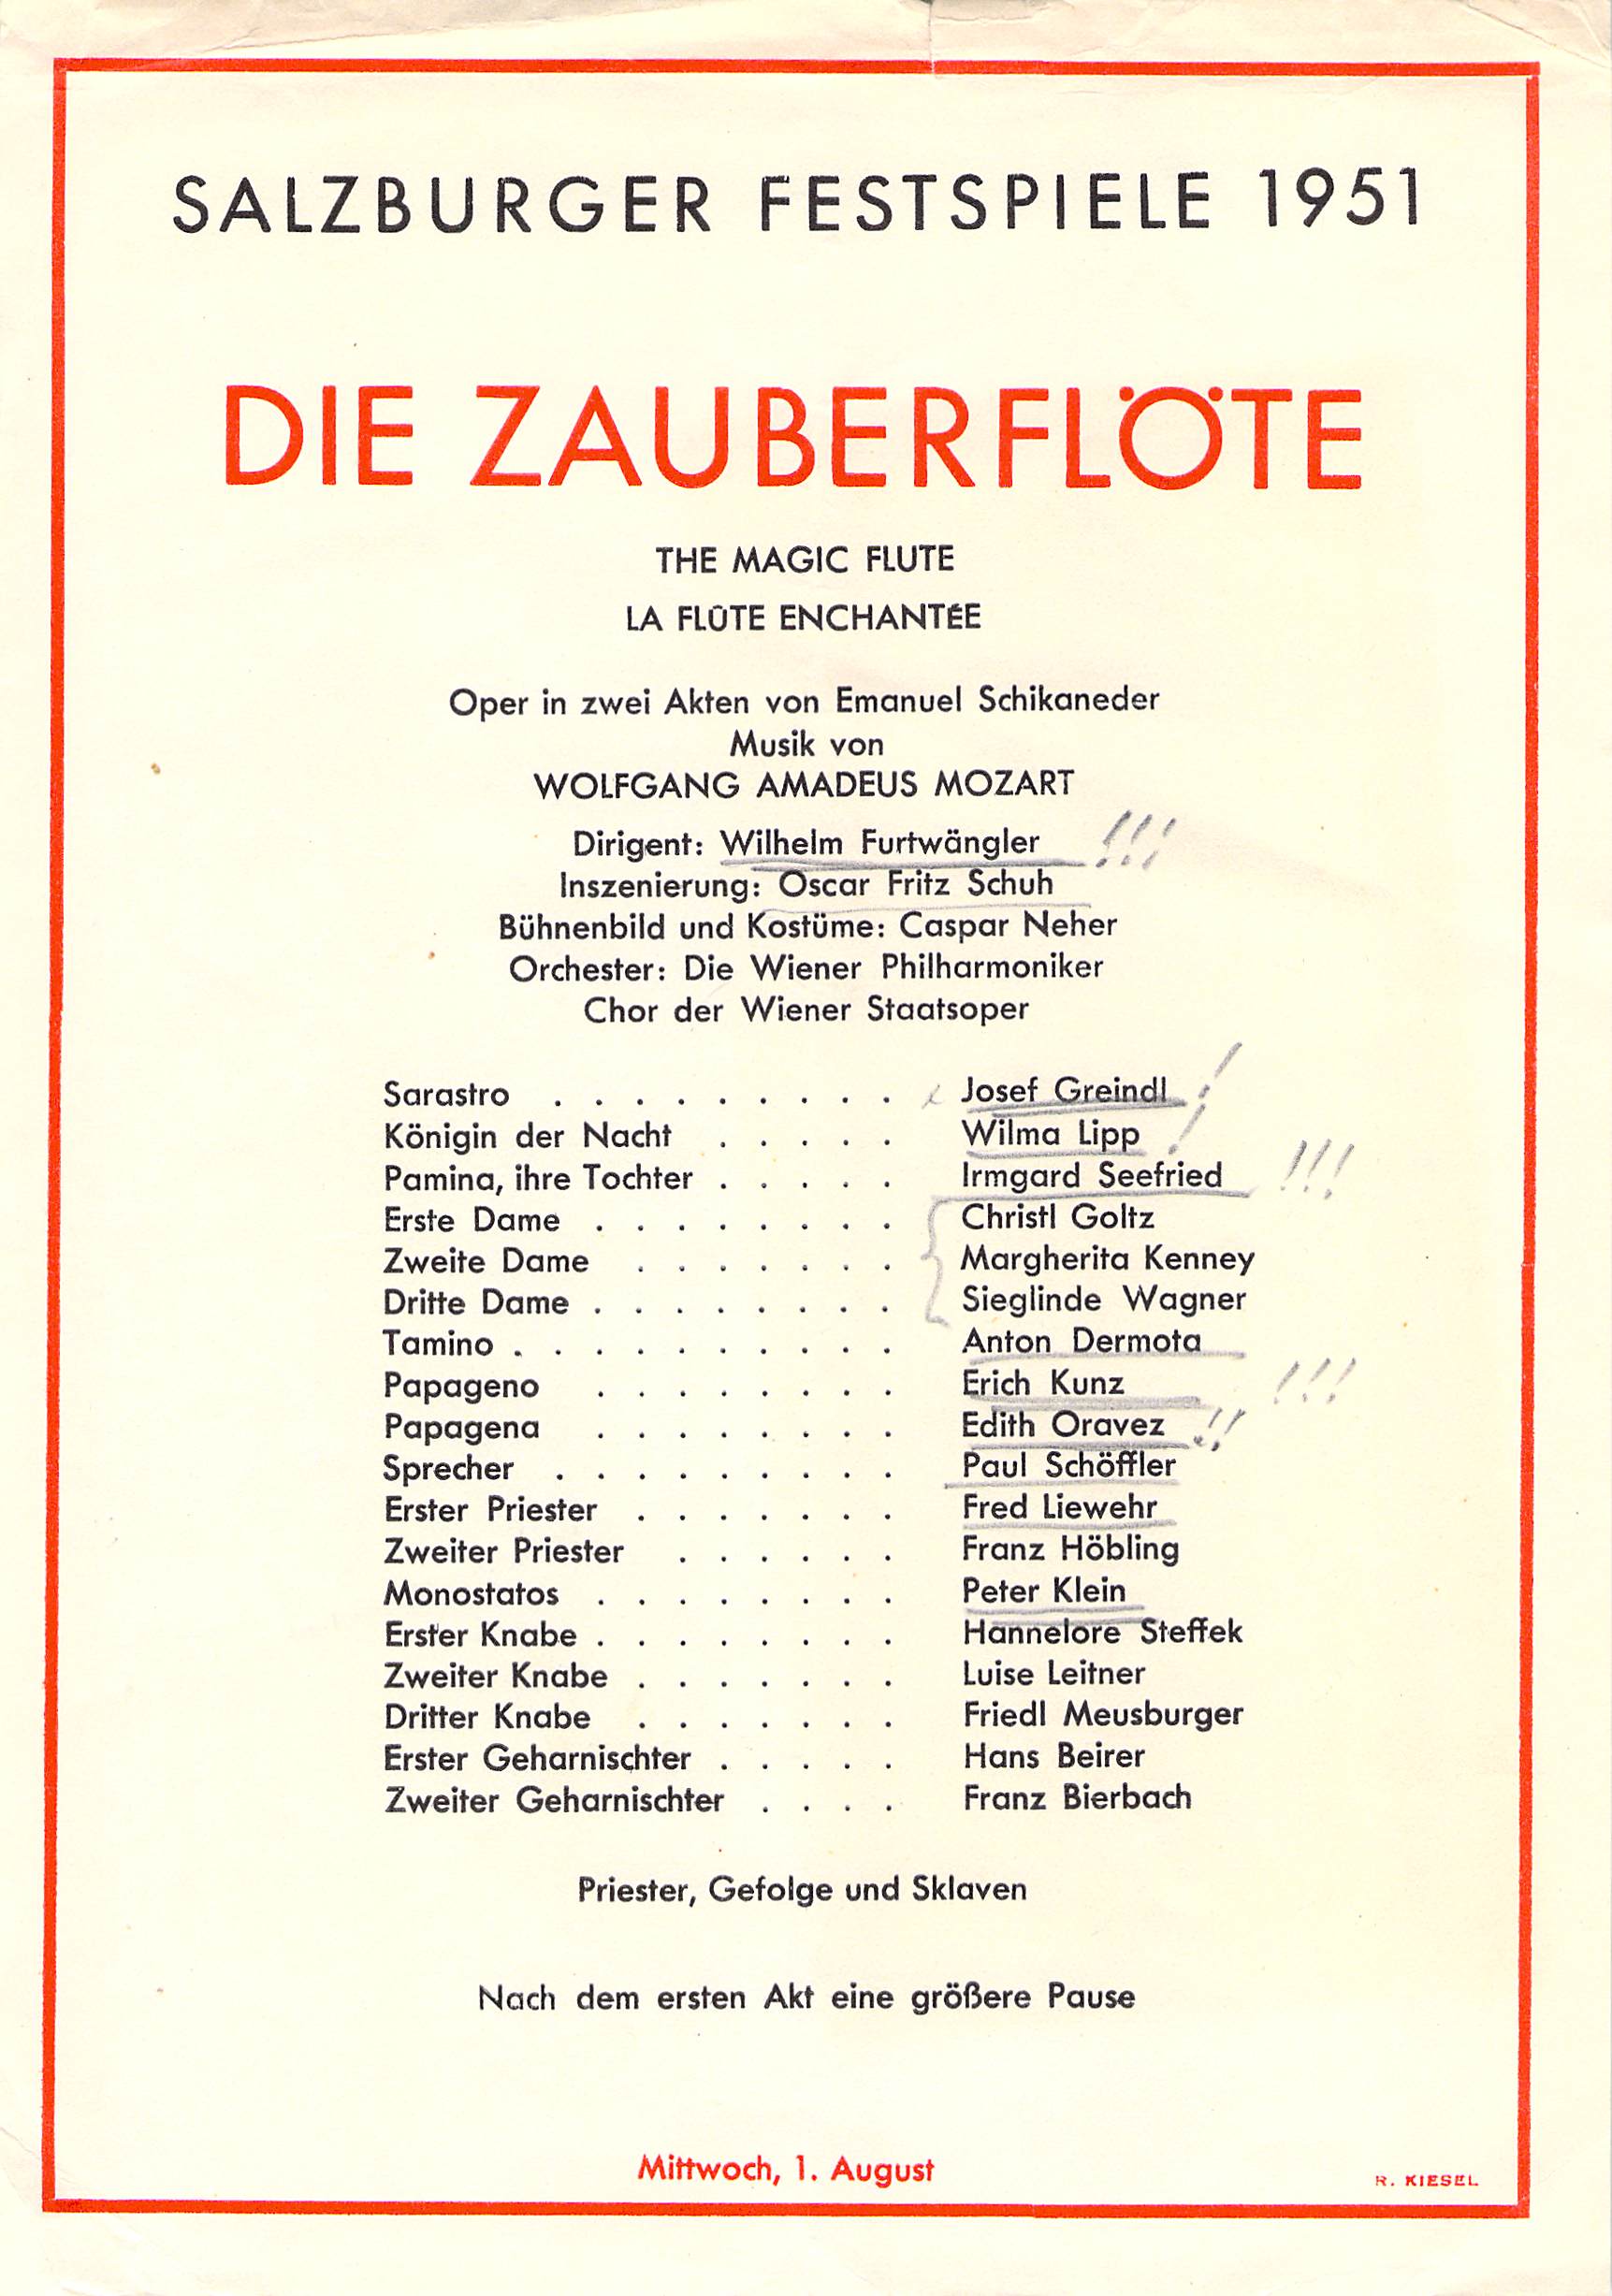 SALZBURGER FESTSPIELE 1951
DIE ZAUBERFLÖTE
THE MAGIC FLUTE
LA FLÛTE ENCHANTÉE
Oper in zwei Akten von Emanuel Schikaneder
Musik von
WOLFGANG AMADEUS MOZART
Dirigent: Wilhelm Furtwängler !!!
Inszenierung: Oscar Fritz Schuh
Bühnenbild und Kostüme: Caspar Neher
Orchester: Die Wiener Philharmoniker
Chor der Wiener Staatsoper
Sarastro . . . . . . . . . Josef Greindl !
Königin der Nacht . . . . . Wilma Lipp !
Pamina, ihre Tochter . . . . . Irmgard Seefried !!!
Erste Dame . . . . . . . . Christl Goltz
Zweite Dame . . . . . . . Margherita Kenney
Dritte Dame . . . . . . . . Sieglinde Wagner
Tamino . . . . . . . . . . Anton Dermota
Papageno . . . . . . . . Erich Kunz !!!
Papagena . . . . . . . . Edith Oravez !!
Sprecher . . . . . . . . . Paul Schöffler
Erster Priester . . . . . . . Fred Liewehr
Zweiter Priester . . . . . . Franz Höbling
Monostatos . . . . . . . . Peter Klein
Erster Knabe . . . . . . . . Hannelore Steffek
Zweiter Knabe . . . . . . . Luise Leitner
Dritter Knabe . . . . . . . Friedl Meusburger
Erster Geharnischter . . . . . Hans Beirer
Zweiter Geharnischter . . . . Franz Bierbach
Priester, Gefolge und Sklaven
Nach dem ersten Akt eine größere Pause
Mittwoch, 1. August
R. KIESEL